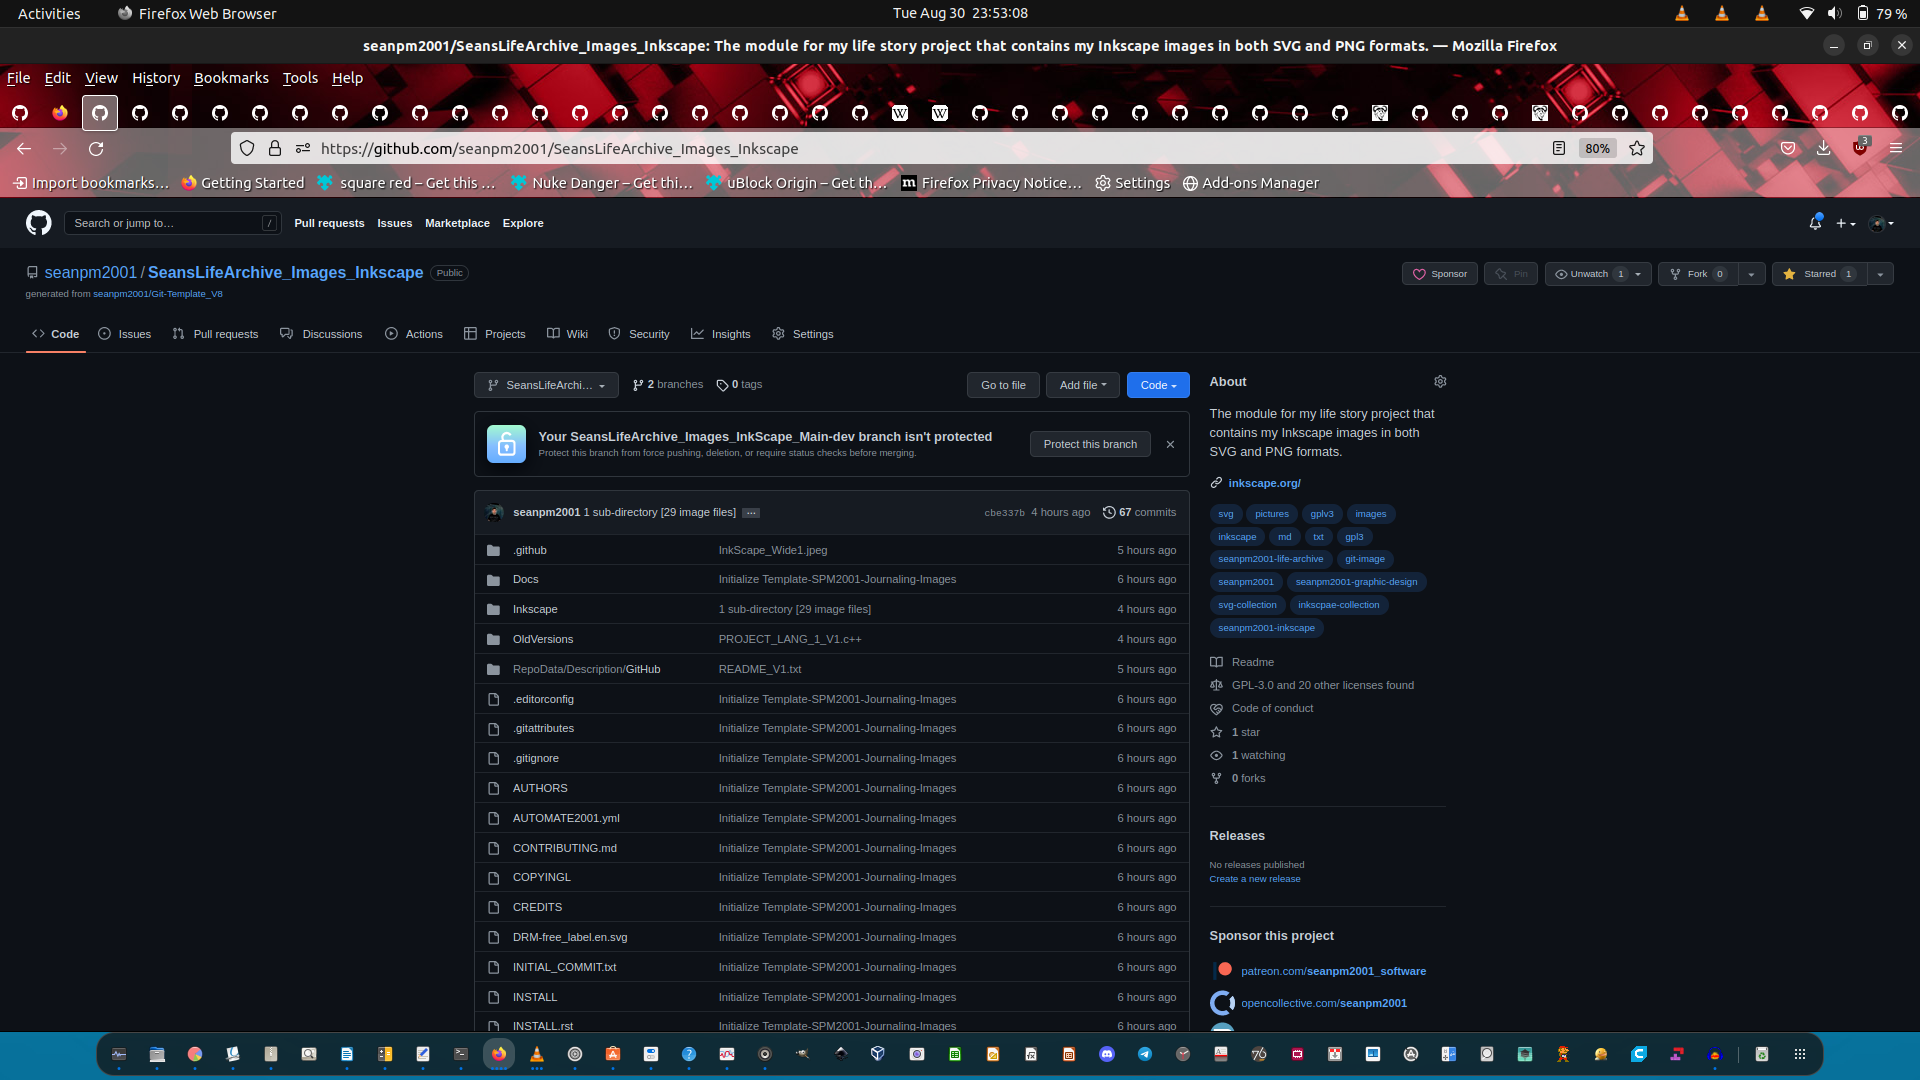 Activities Firefox Web Browser Tue Aug 30 23:53:08 79 %
seanpm2001/SeansLifeArchive_Images_Inkscape: The module for my life story project that contains my Inkscape images in both SVG and PNG formats. — Mozilla Firefox
File Edit View History Bookmarks Tools Help
https://github.com/seanpm2001/SeansLifeArchive_Images_Inkscape 80% 3
Import bookmarks… Getting Started square red – Get this … Nuke Danger – Get thi… uBlock Origin – Get th… Firefox Privacy Notice… Settings Add-ons Manager
Search or jump to… / Pull requests Issues Marketplace Explore
seanpm2001 / SeansLifeArchive_Images_Inkscape Public Sponsor Pin Unwatch 1 Fork 0 Starred 1
generated from seanpm2001/Git-Template_V8
Code Issues Pull requests Discussions Actions Projects Wiki Security Insights Settings
SeansLifeArchi… 2 branches 0 tags Go to file Add file Code
Your SeansLifeArchive_Images_InkScape_Main-dev branch isn't protected
Protect this branch from force pushing, deletion, or require status checks before merging.
Protect this branch
seanpm2001 1 sub-directory [29 image files] … cbe337b 4 hours ago 67 commits
.github InkScape_Wide1.jpeg 5 hours ago
Docs Initialize Template-SPM2001-Journaling-Images 6 hours ago
Inkscape 1 sub-directory [29 image files] 4 hours ago
OldVersions PROJECT_LANG_1_V1.c++ 4 hours ago
RepoData/Description/GitHub README_V1.txt 5 hours ago
.editorconfig Initialize Template-SPM2001-Journaling-Images 6 hours ago
.gitattributes Initialize Template-SPM2001-Journaling-Images 6 hours ago
.gitignore Initialize Template-SPM2001-Journaling-Images 6 hours ago
AUTHORS Initialize Template-SPM2001-Journaling-Images 6 hours ago
AUTOMATE2001.yml Initialize Template-SPM2001-Journaling-Images 6 hours ago
CONTRIBUTING.md Initialize Template-SPM2001-Journaling-Images 6 hours ago
COPYINGL Initialize Template-SPM2001-Journaling-Images 6 hours ago
CREDITS Initialize Template-SPM2001-Journaling-Images 6 hours ago
DRM-free_label.en.svg Initialize Template-SPM2001-Journaling-Images 6 hours ago
INITIAL_COMMIT.txt Initialize Template-SPM2001-Journaling-Images 6 hours ago
INSTALL Initialize Template-SPM2001-Journaling-Images 6 hours ago
INSTALL.rst Initialize Template-SPM2001-Journaling-Images 6 hours ago
About
The module for my life story project that
contains my Inkscape images in both
SVG and PNG formats.
inkscape.org/
svg pictures gplv3 images
inkscape md txt gpl3
seanpm2001-life-archive git-image
seanpm2001 seanpm2001-graphic-design
svg-collection inkscpae-collection
seanpm2001-inkscape
Readme
GPL-3.0 and 20 other licenses found
Code of conduct
1 star
1 watching
0 forks
Releases
No releases published
Create a new release
Sponsor this project
patreon.com/seanpm2001_software
opencollective.com/seanpm2001